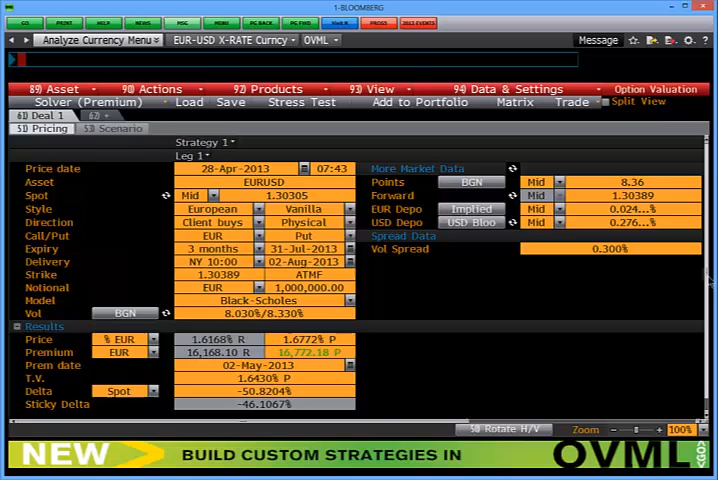 1-BLOOMBERG
GO PRINT HELP NEWS MSG MENU PG BACK PG FWD PROJ5 2013 EVENTS
Analyze Currency Menu EUR-USD X-RATE Curncy OVML Message
89) Asset 90) Actions 92) Products 93) View 94) Data & Settings Option Valuation
Solver (Premium) Load Save Stress Test Add to Portfolio Matrix Trade Split View
61) Deal 1 62) +
51) Pricing 53) Scenario
Strategy 1
Leg 1
Price date 28-Apr-2013 07:43 More Market Data
Asset EURUSD Points BGN Mid 8.36
Spot Mid 1.30305 Forward Mid 1.30389
Style European Vanilla EUR Depo Implied Mid 0.024...%
Direction Client buys Physical USD Depo USD Bloo Mid 0.276...%
Call/Put EUR Put Spread Data
Expiry 3 months 31-Jul-2013 Vol Spread 0.300%
Delivery NY 10:00 02-Aug-2013
Strike 1.30389 ATMF
Notional EUR 1,000,000.00
Model Black-Scholes
Vol BGN 8.030%/8.330%
Results
Price % EUR 1.6168% R 1.6772% P
Premium EUR 16,168.10 R 16,772.18 P
Prem date 02-May-2013
T.V. 1.6430% P
Delta Spot -50.8204%
Sticky Delta -46.1067%
50) Rotate H/V Zoom - + 100%
NEW BUILD CUSTOM STRATEGIES IN OVML <GO>